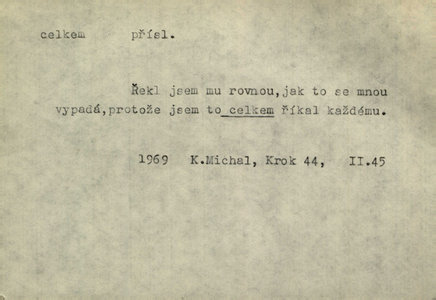 celkem přísl.
Řekl jsem mu rovnou,jak to se mnou
vypadá,protože jsem to celkem říkal každému.
1969 K.Michal, Krok 44, II.45